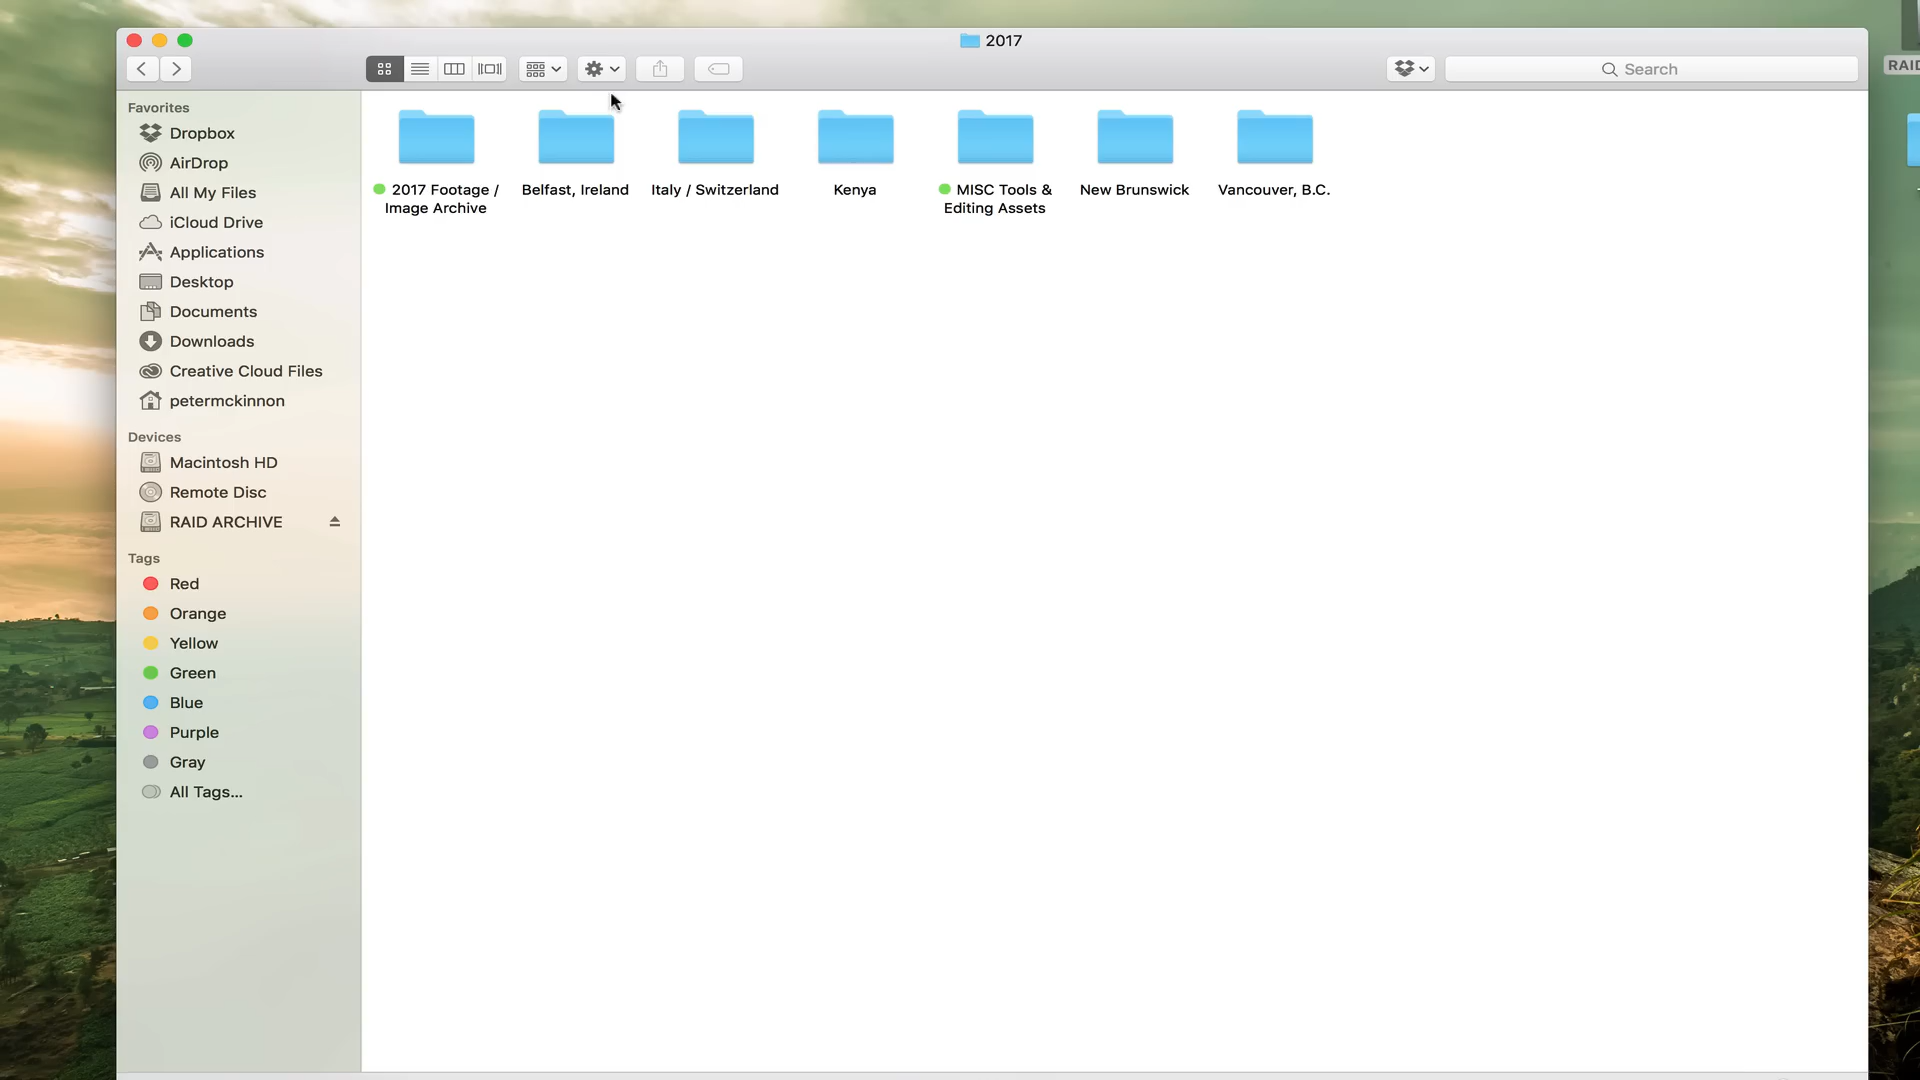 2017
Search
RAID
Favorites
Dropbox
AirDrop
All My Files
iCloud Drive
Applications
Desktop
Documents
Downloads
Creative Cloud Files
petermckinnon
Devices
Macintosh HD
Remote Disc
RAID ARCHIVE
Tags
Red
Orange
Yellow
Green
Blue
Purple
Gray
All Tags...
2017 Footage /
Image Archive
Belfast, Ireland
Italy / Switzerland
Kenya
MISC Tools &
Editing Assets
New Brunswick
Vancouver, B.C.